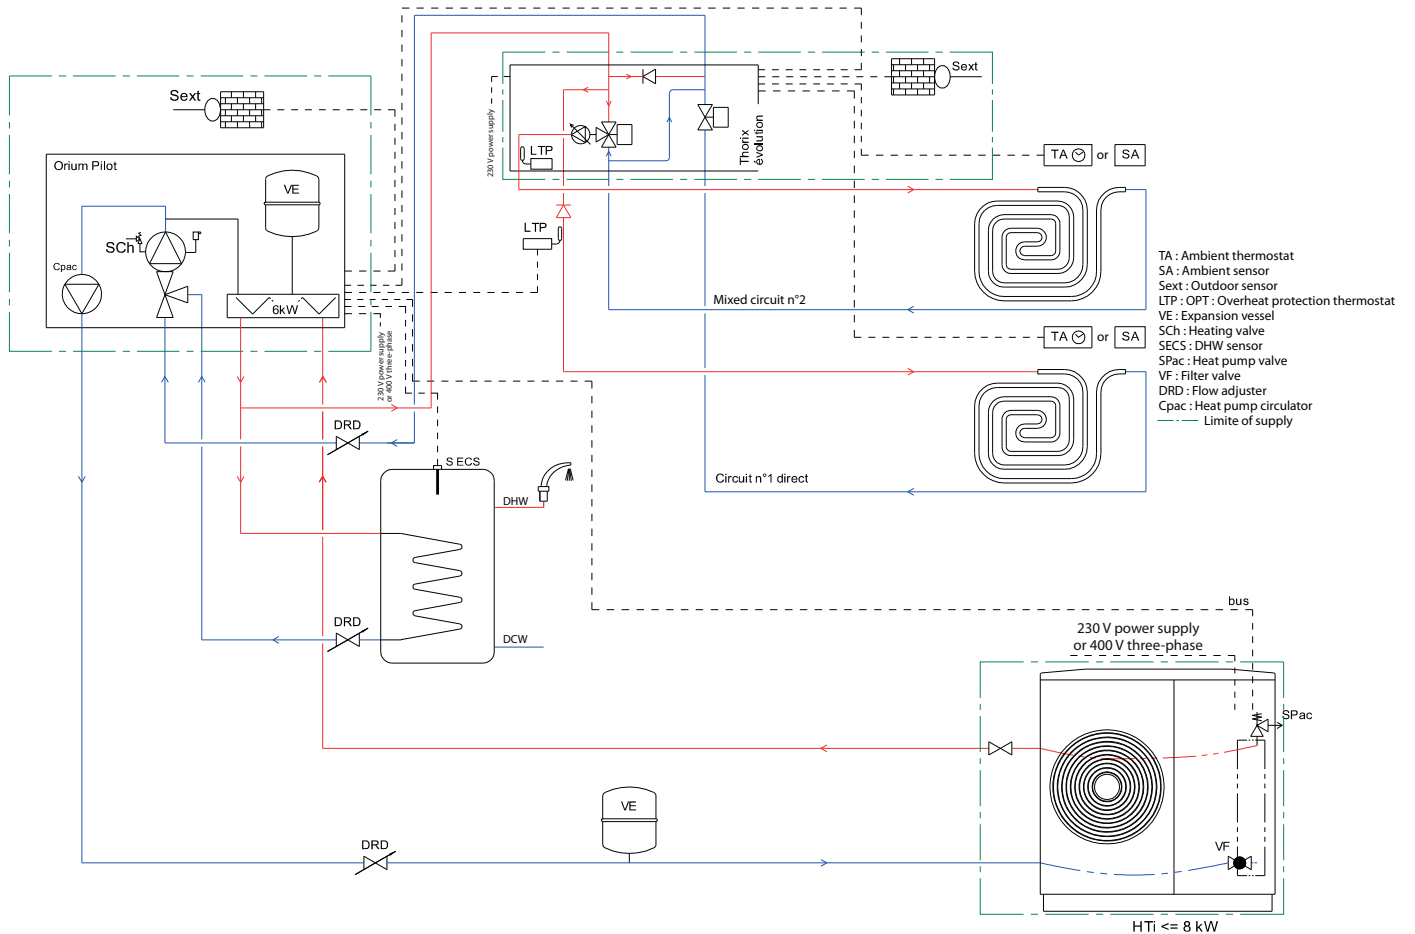 Sext
Orium Pilot
VE
SCh
Cpac
6kW
230 V power supply
or 400 V three-phase
230 V power supply
LTP
Thorix
évolution
Sext
TA or SA
LTP
Mixed circuit n°2
TA or SA
TA : Ambient thermostat
SA : Ambient sensor
Sext : Outdoor sensor
LTP : OPT : Overheat protection thermostat
VE : Expansion vessel
SCh : Heating valve
SECS : DHW sensor
SPac : Heat pump valve
VF : Filter valve
DRD : Flow adjuster
Cpac : Heat pump circulator
Limite of supply
DRD
S ECS
Circuit n°1 direct
DHW
DRD
DCW
bus
230 V power supply
or 400 V three-phase
SPac
VE
DRD
VF
HTi <= 8 kW